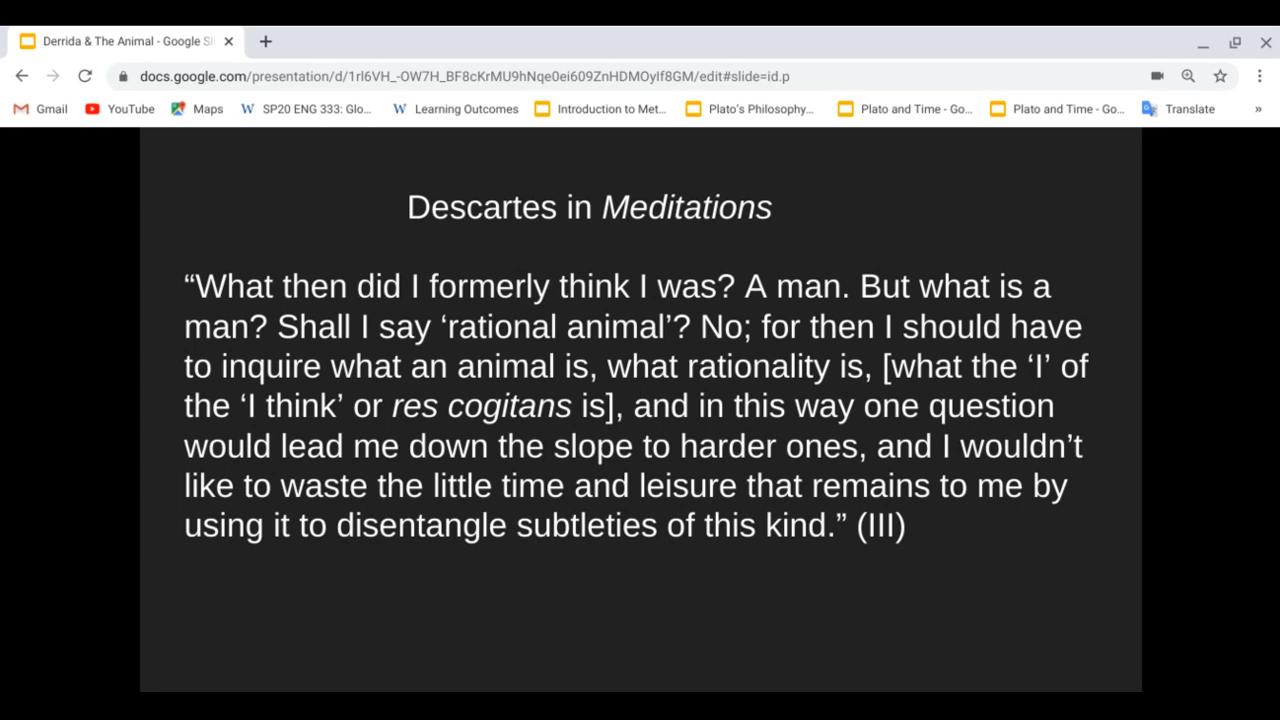 Derrida & The Animal - Google Sl
docs.google.com/presentation/d/1rl6VH_-OW7H_BF8cKrMU9hNqe0ei609ZnHDMOyIf8GM/edit#slide=id.p
Gmail YouTube Maps SP20 ENG 333: Glo... Learning Outcomes Introduction to Met... Plato's Philosophy... Plato and Time - Go... Plato and Time - Go... Translate »
Descartes in Meditations
“What then did I formerly think I was? A man. But what is a
man? Shall I say ‘rational animal’? No; for then I should have
to inquire what an animal is, what rationality is, [what the ‘I’ of
the ‘I think’ or res cogitans is], and in this way one question
would lead me down the slope to harder ones, and I wouldn’t
like to waste the little time and leisure that remains to me by
using it to disentangle subtleties of this kind.” (III)